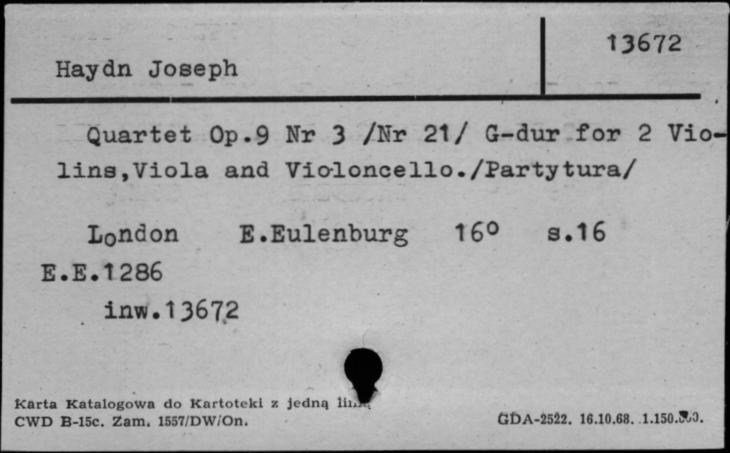 13672
Haydn Joseph
Quartet Op.9 Nr 3 /Nr 21/ G-dur for 2 Vio-
lins,Viola and Violoncello./Partytura/
London E.Eulenburg 16° s.16
E.E.1286
inw.13672
Karta Katalogowa do Kartoteki z jedną
CWD B-15c. Zam. 1557/DW/On.
GDA-2522. 16.10.68.